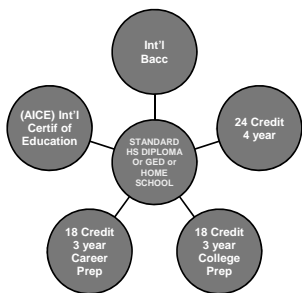 Int'l
Bacc
(AICE) Int'l
Certif of
Education
24 Credit
4 year
STANDARD
HS DIPLOMA
Or GED or
HOME
SCHOOL
18 Credit
3 year
Career
Prep
18 Credit
3 year
College
Prep